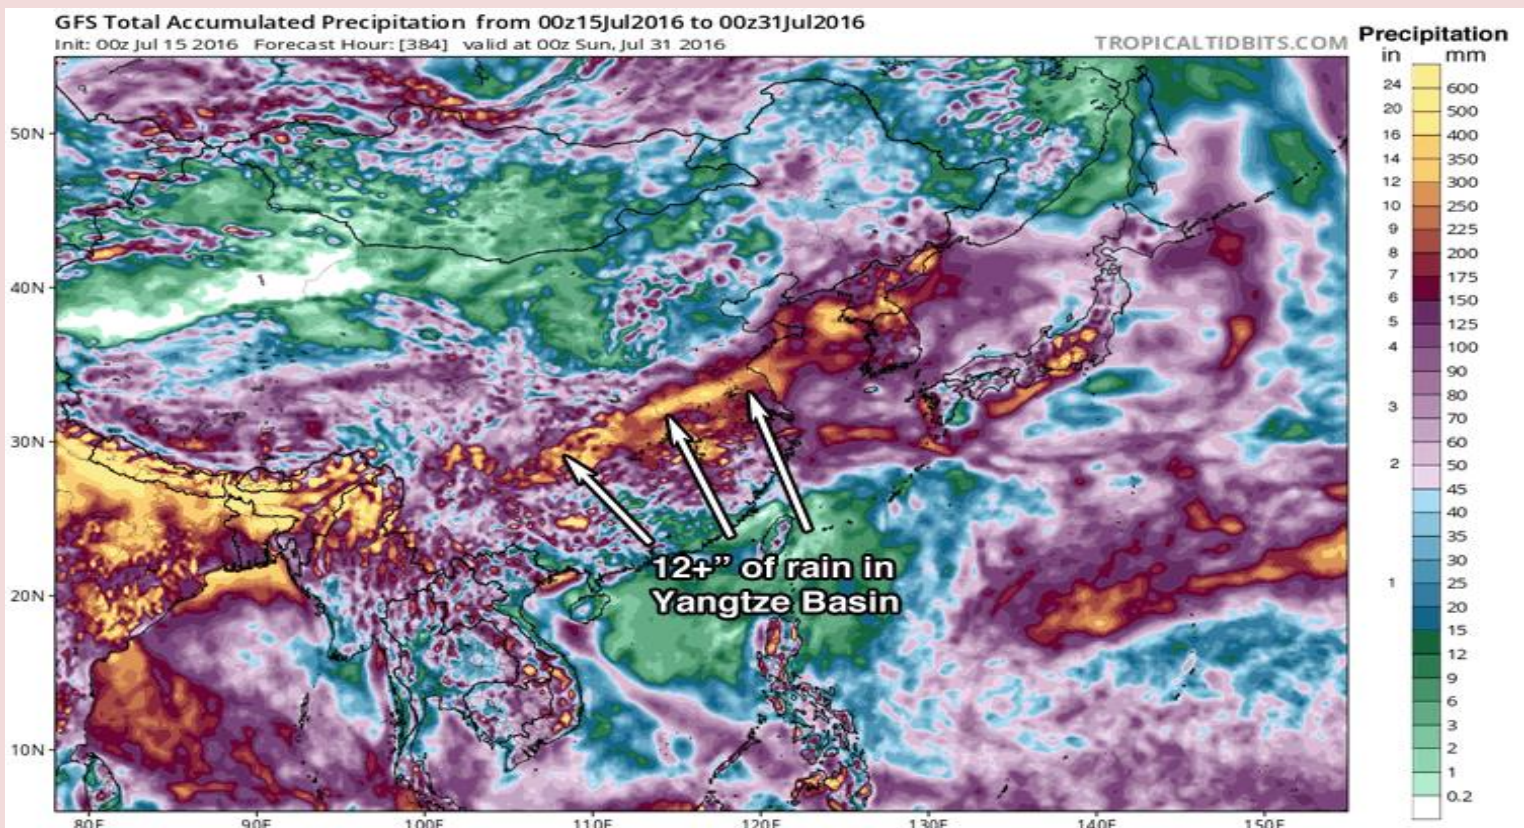 GFS Total Accumulated Precipitation from 00z15Jul2016 to 00z31Jul2016
Init: 00z Jul 15 2016 Forecast Hour: [384] valid at 00z Sun, Jul 31 2016
TROPICALTIDBITS.COM
Precipitation
in mm
24 600
20 500
16 400
14 350
12 300
10 250
9 225
8 200
7 175
6 150
5 125
4 100
90
3 80
70
60
2 50
45
40
35
30
1 25
20
15
12
9
6
3
2
1
0.2
50N
40N
30N
20N
10N
12+” of rain in
Yangtze Basin
80E 90E 100E 110E 120E 130E 140E 150E